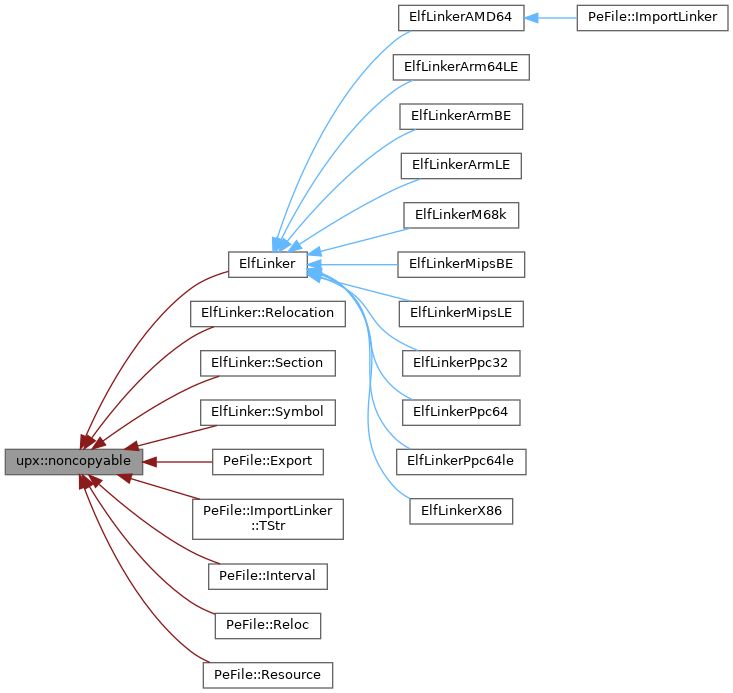 ElfLinkerAMD64
PeFile::ImportLinker
ElfLinkerArm64LE
ElfLinkerArmBE
ElfLinkerArmLE
ElfLinkerM68k
ElfLinker
ElfLinkerMipsBE
ElfLinker::Relocation
ElfLinkerMipsLE
ElfLinker::Section
ElfLinkerPpc32
ElfLinker::Symbol
ElfLinkerPpc64
upx::noncopyable
PeFile::Export
ElfLinkerPpc64le
PeFile::ImportLinker
::TStr
ElfLinkerX86
PeFile::Interval
PeFile::Reloc
PeFile::Resource